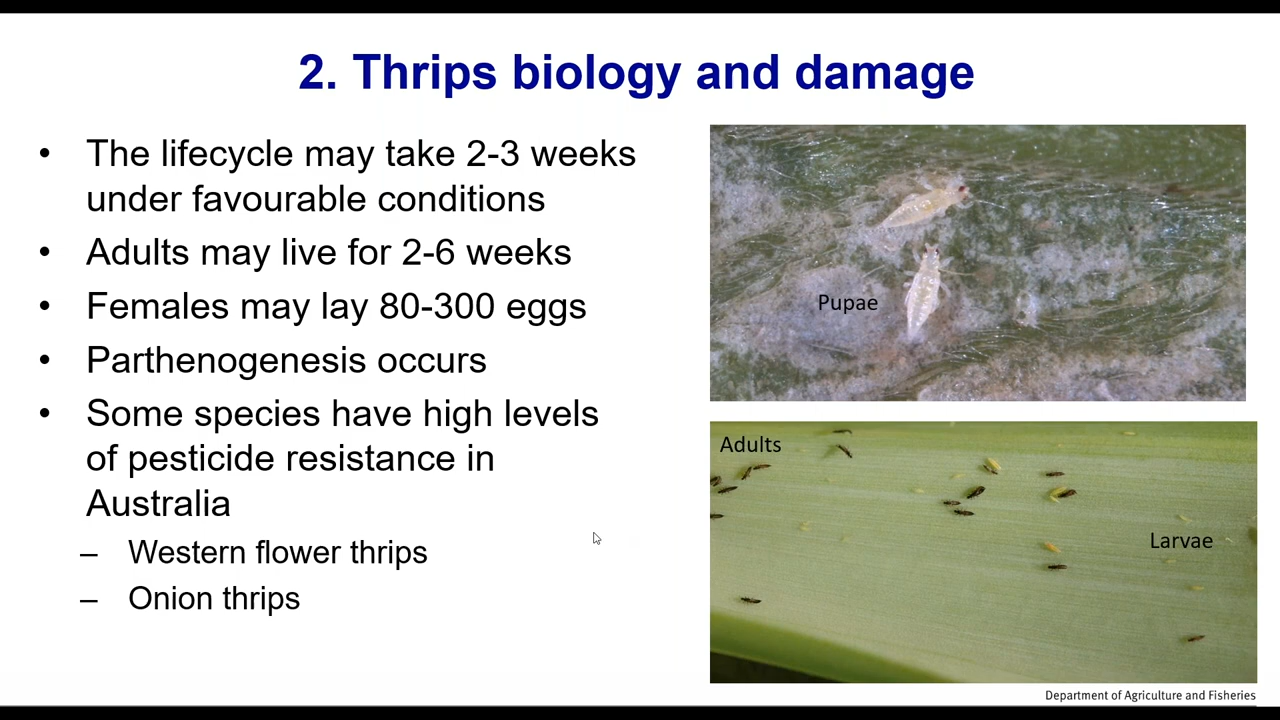 2. Thrips biology and damage
• The lifecycle may take 2-3 weeks
under favourable conditions
• Adults may live for 2-6 weeks
• Females may lay 80-300 eggs
• Parthenogenesis occurs
• Some species have high levels
of pesticide resistance in
Australia
– Western flower thrips
– Onion thrips
Pupae
Adults
Larvae
Department of Agriculture and Fisheries